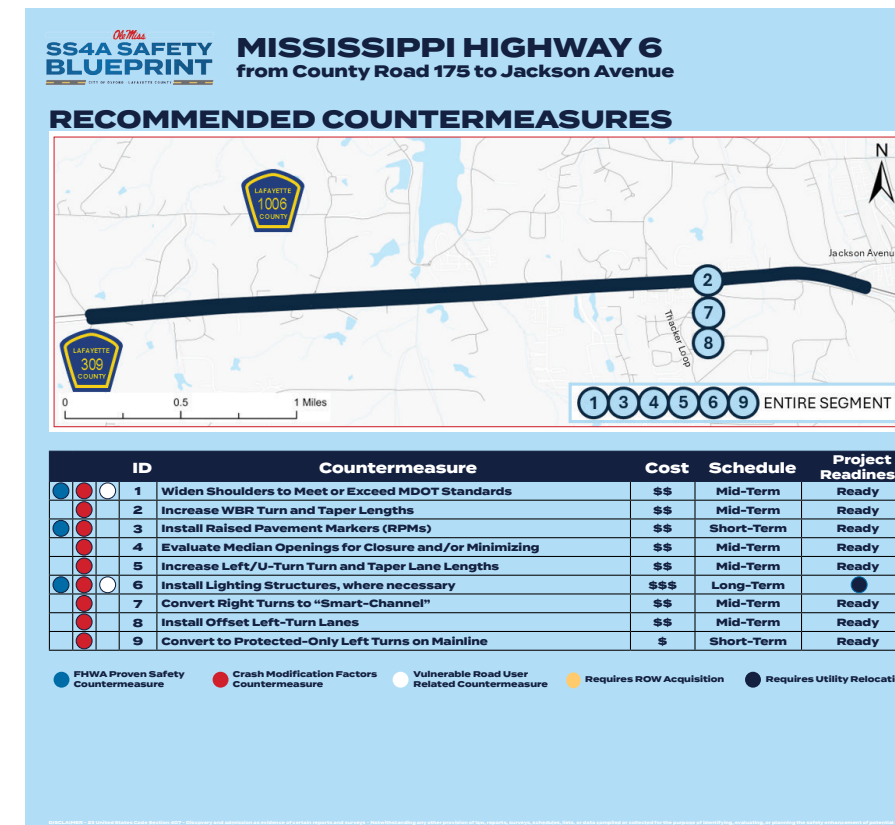 Ole Miss
SS4A SAFETY
BLUEPRINT
CITY OF OXFORD - LAFAYETTE COUNTY
MISSISSIPPI HIGHWAY 6
from County Road 175 to Jackson Avenue
RECOMMENDED COUNTERMEASURES
N
LAFAYETTE
1006
COUNTY
Jackson Avenu
2
7
8
Thacker Loop
LAFAYETTE
309
COUNTY
0 0.5 1 Miles
1 3 4 5 6 9 ENTIRE SEGMENT
ID Countermeasure Cost Schedule Project Readines
1 Widen Shoulders to Meet or Exceed MDOT Standards $$ Mid-Term Ready
2 Increase WBR Turn and Taper Lengths $$ Mid-Term Ready
3 Install Raised Pavement Markers (RPMs) $$ Short-Term Ready
4 Evaluate Median Openings for Closure and/or Minimizing $$ Mid-Term Ready
5 Increase Left/U-Turn Turn and Taper Lane Lengths $$ Mid-Term Ready
6 Install Lighting Structures, where necessary $$$ Long-Term
7 Convert Right Turns to “Smart-Channel” $$ Mid-Term Ready
8 Install Offset Left-Turn Lanes $$ Mid-Term Ready
9 Convert to Protected-Only Left Turns on Mainline $ Short-Term Ready
FHWA Proven Safety
Countermeasure
Crash Modification Factors
Countermeasure
Vulnerable Road User
Related Countermeasure
Requires ROW Acquisition
Requires Utility Relocati